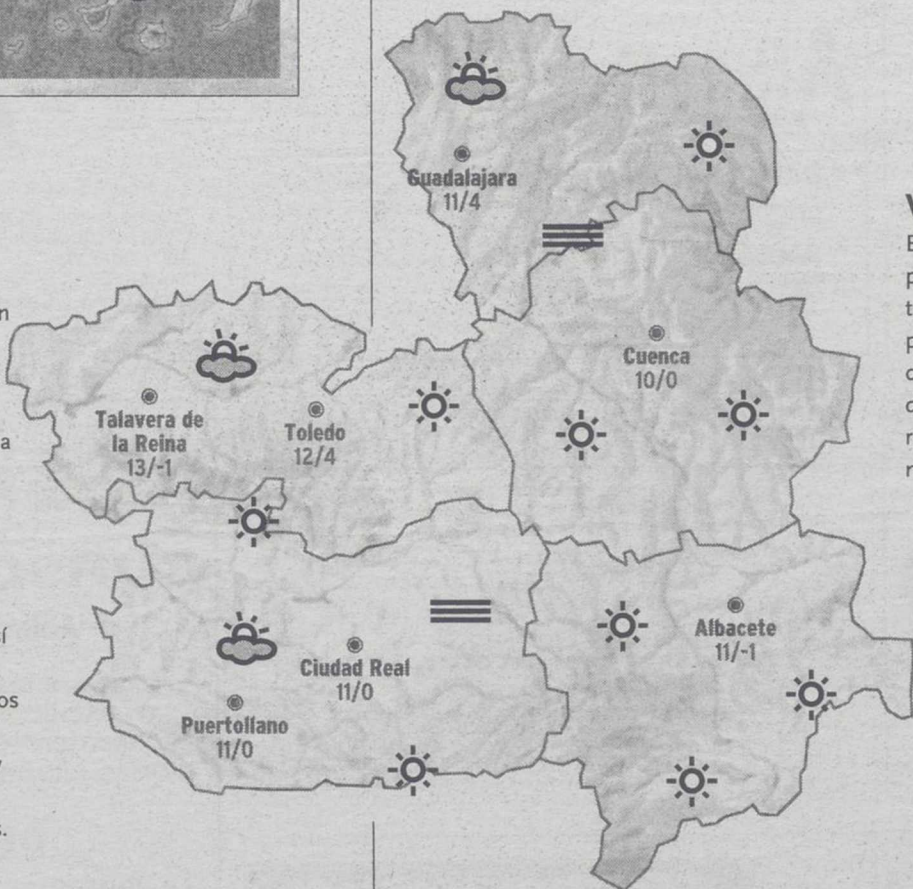 Guadalajara
11/4
Cuenca
10/0
Talavera de
la Reina
13/-1
Toledo
12/4
Albacete
11/-1
Ciudad Real
11/0
Puertollano
11/0